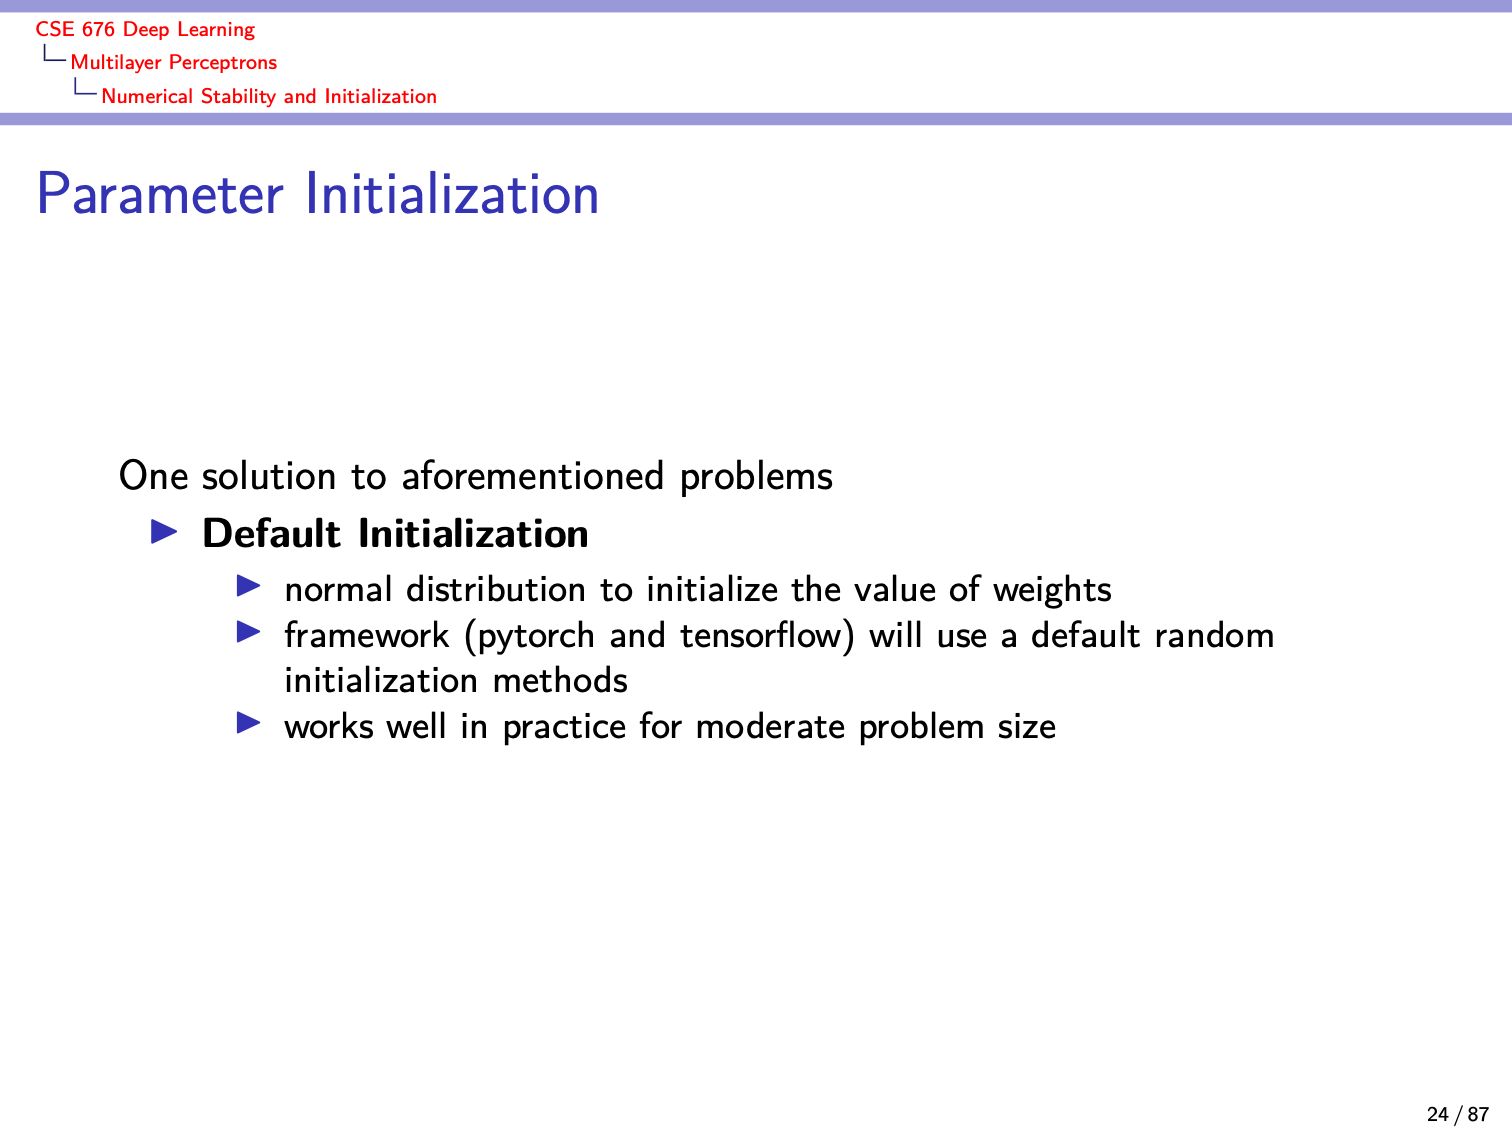 CSE 676 Deep Learning
Multilayer Perceptrons
Numerical Stability and Initialization
Parameter Initialization
One solution to aforementioned problems
Default Initialization
normal distribution to initialize the value of weights
framework (pytorch and tensorflow) will use a default random
initialization methods
works well in practice for moderate problem size
24 / 87